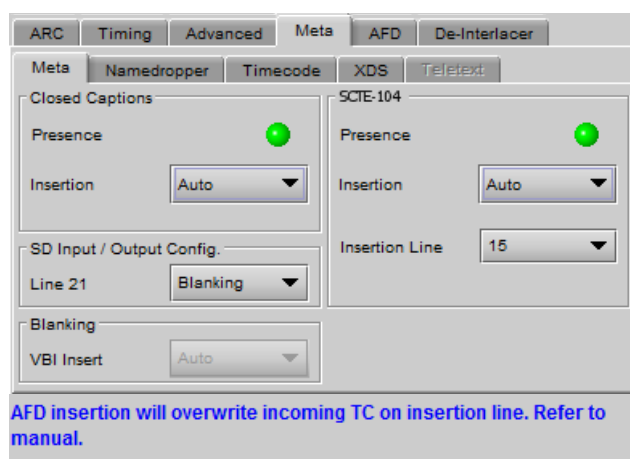 ARC Timing Advanced Meta AFD De-Interlacer
Meta Namedropper Timecode XDS Teletext
Closed Captions
Presence
Insertion Auto
SD Input / Output Config.
Line 21 Blanking
Blanking
VBI Insert Auto
SCTE-104
Presence
Insertion Auto
Insertion Line 15
AFD insertion will overwrite incoming TC on insertion line. Refer to
manual.